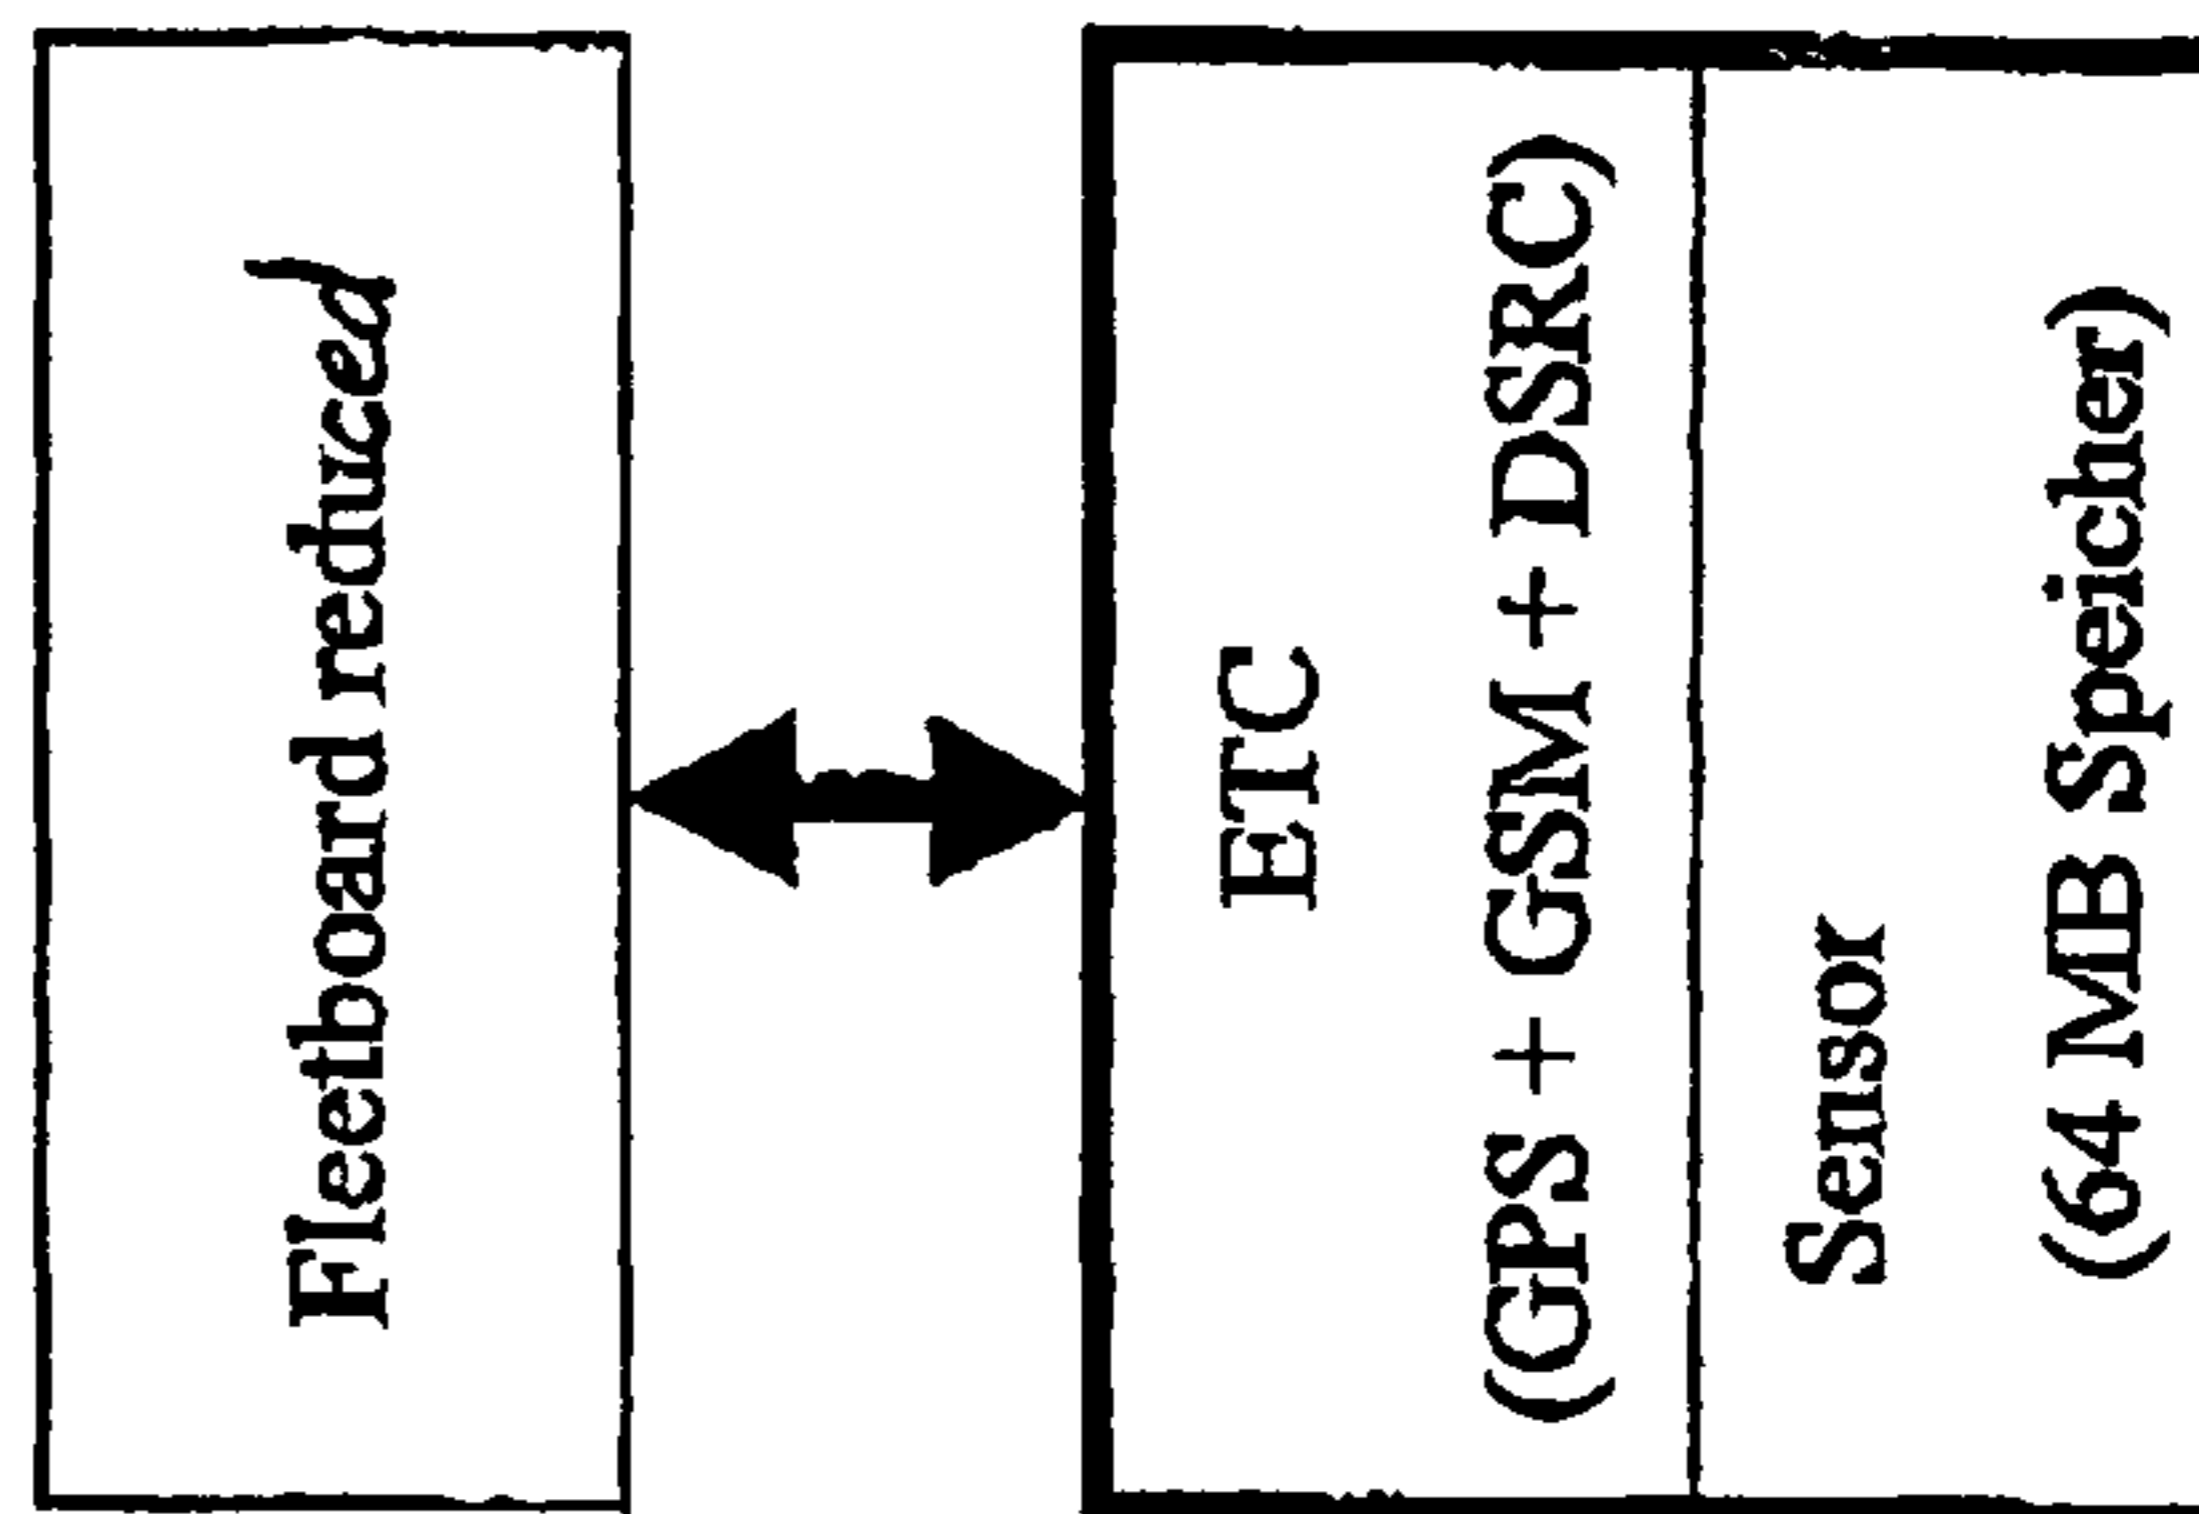 Fleetboard reduced
ETC
(GPS + GSM + DSRC)
Sensor
(64 MB Speicher)